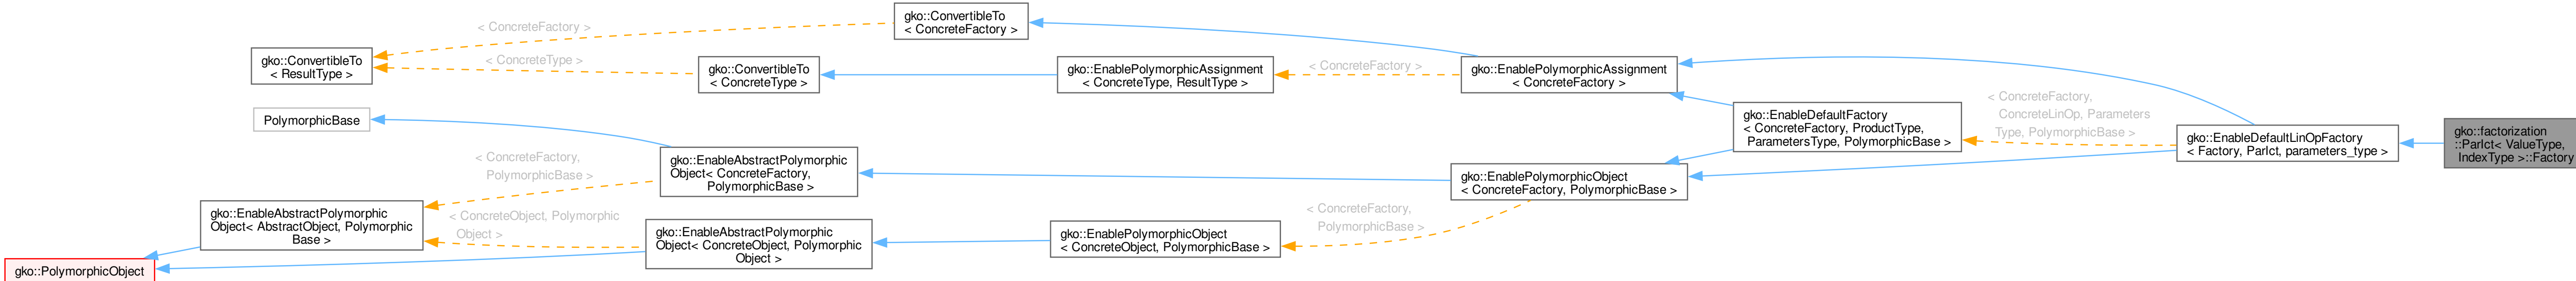 gko::ConvertibleTo
< ConcreteFactory >
< ConcreteFactory >
gko::ConvertibleTo
< ResultType >
< ConcreteType >
gko::ConvertibleTo
< ConcreteType >
gko::EnablePolymorphicAssignment
< ConcreteType, ResultType >
< ConcreteFactory >
gko::EnablePolymorphicAssignment
< ConcreteFactory >
PolymorphicBase
gko::EnableDefaultFactory
< ConcreteFactory, ProductType,
ParametersType, PolymorphicBase >
< ConcreteFactory,
ConcreteLinOp, Parameters
Type, PolymorphicBase >
gko::EnableDefaultLinOpFactory
< Factory, ParIct, parameters_type >
gko::factorization
::ParIct< ValueType,
IndexType >::Factory
< ConcreteFactory,
PolymorphicBase >
gko::EnableAbstractPolymorphic
Object< ConcreteFactory,
PolymorphicBase >
gko::EnablePolymorphicObject
< ConcreteFactory, PolymorphicBase >
gko::EnableAbstractPolymorphic
Object< AbstractObject, Polymorphic
Base >
< ConcreteObject, Polymorphic
Object >
gko::EnableAbstractPolymorphic
Object< ConcreteObject, Polymorphic
Object >
gko::EnablePolymorphicObject
< ConcreteObject, PolymorphicBase >
< ConcreteFactory,
PolymorphicBase >
gko::PolymorphicObject